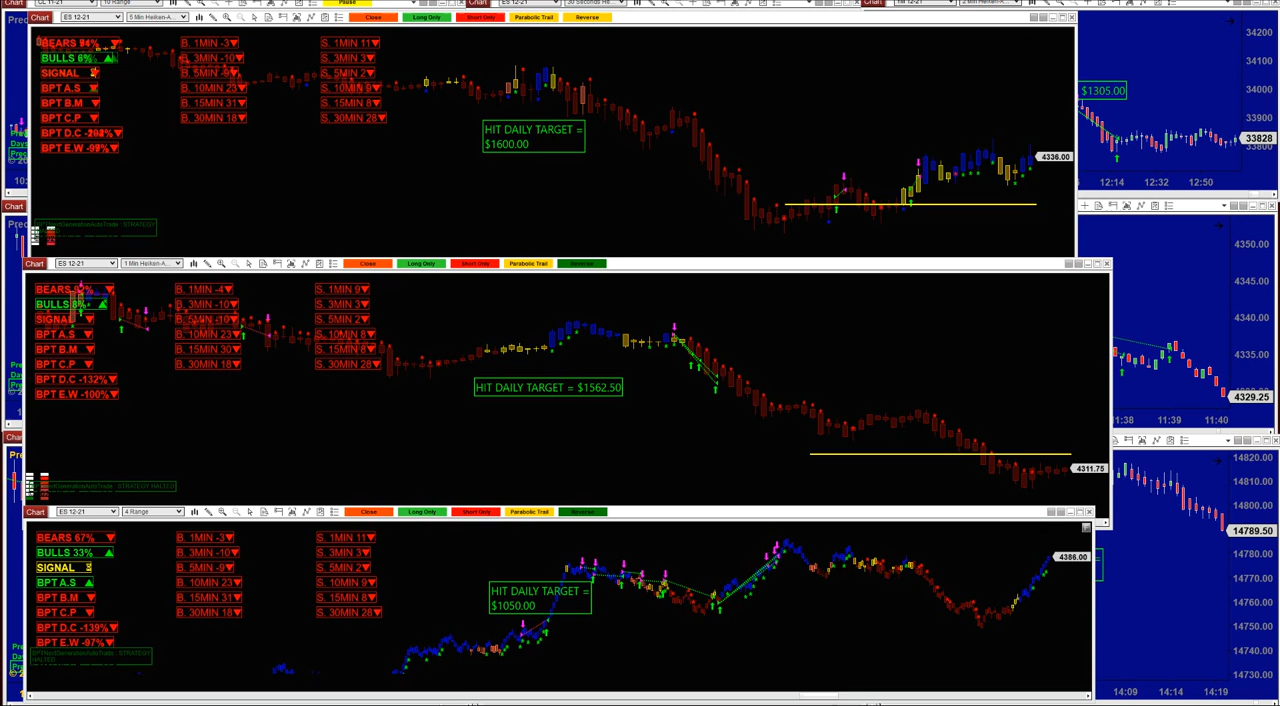 Chart CL 11-21 10 Range Pause Chart ES 12-21 30 Seconds He... Chart YM 12-21 2 Min Heiken-A...
Chart ES 12-21 5 Min Heikin-A... Close Long Only Short Only Parabolic Trail Reverse
BEARS 94% B. 1MIN -3 S. 1MIN 11
BULLS 6% B. 3MIN -10 S. 3MIN 3
SIGNAL B. 5MIN -9 S. 5MIN 2
BPT A.S B. 10MIN 23 S. 10MIN 9
BPT B.M B. 15MIN 31 S. 15MIN 8
BPT C.P B. 30MIN 18 S. 30MIN 28
BPT D.C
BPT E.W
HIT DAILY TARGET =
$1600.00
4336.00
34200
34100
34000
33900
33800
33828
$1305.00
12:14 12:32 12:50
Chart ES 12-21 1 Min Heikan-A... Close Long Only Short Only Parabolic Trail Reverse
BEARS 92% B. 1MIN -4 S. 1MIN 9
BULLS 8% B. 3MIN -10 S. 3MIN 3
SIGNAL B. 5MIN -10 S. 5MIN 2
BPT A.S B. 10MIN 23 S. 10MIN 8
BPT B.M B. 15MIN 30 S. 15MIN 8
BPT C.P B. 30MIN 18 S. 30MIN 28
BPT D.C -132%
BPT E.W -100%
HIT DAILY TARGET = $1562.50
4311.75
4350.00
4345.00
4340.00
4335.00
4329.25
11:38 11:39 11:40
Chart ES 12-21 4 Range Close Long Only Short Only Parabolic Trail Reverse
BEARS 67% B. 1MIN -3 S. 1MIN 11
BULLS 33% B. 3MIN -10 S. 3MIN 3
SIGNAL B. 5MIN -9 S. 5MIN 2
BPT A.S B. 10MIN 23 S. 10MIN 9
BPT B.M B. 15MIN 31 S. 15MIN 8
BPT C.P B. 30MIN 18 S. 30MIN 28
BPT D.C -139%
BPT E.W -97%
HIT DAILY TARGET =
$1050.00
4386.00
14820.00
14810.00
14800.00
14789.50
14780.00
14770.00
14760.00
14750.00
14740.00
14730.00
14:09 14:14 14:19